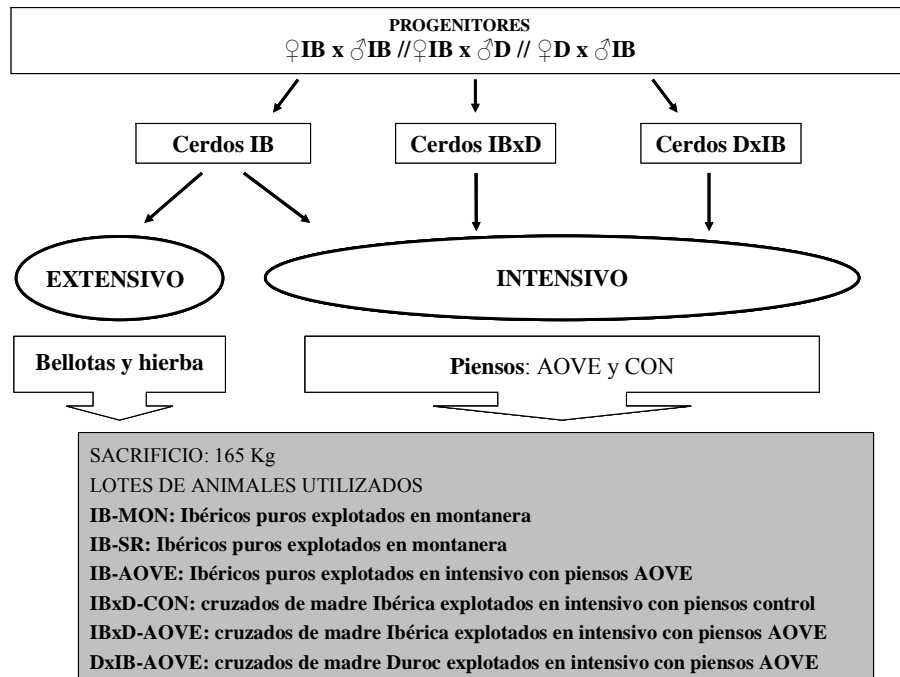 PROGENITORES
♀IB x ♂IB //♀IB x ♂D // ♀D x ♂IB
Cerdos IB
Cerdos IBxD
Cerdos DxIB
EXTENSIVO
INTENSIVO
Bellotas y hierba
Piensos: AOVE y CON
SACRIFICIO: 165 Kg
LOTES DE ANIMALES UTILIZADOS
IB-MON: Ibéricos puros explotados en montanera
IB-SR: Ibéricos puros explotados en montanera
IB-AOVE: Ibéricos puros explotados en intensivo con piensos AOVE
IBxD-CON: cruzados de madre Ibérica explotados en intensivo con piensos control
IBxD-AOVE: cruzados de madre Ibérica explotados en intensivo con piensos AOVE
DxIB-AOVE: cruzados de madre Duroc explotados en intensivo con piensos AOVE